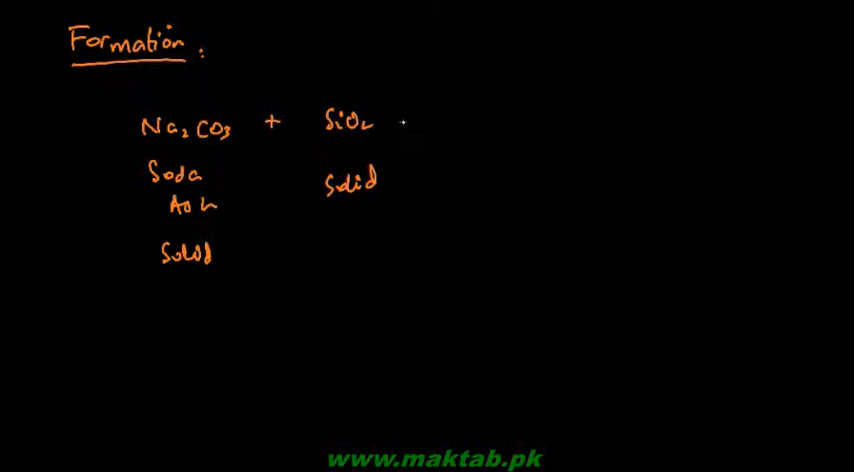 Formation :
Na₂CO₃ + SiO₂
Soda Solid
Ash
Solid
www.maktab.pk